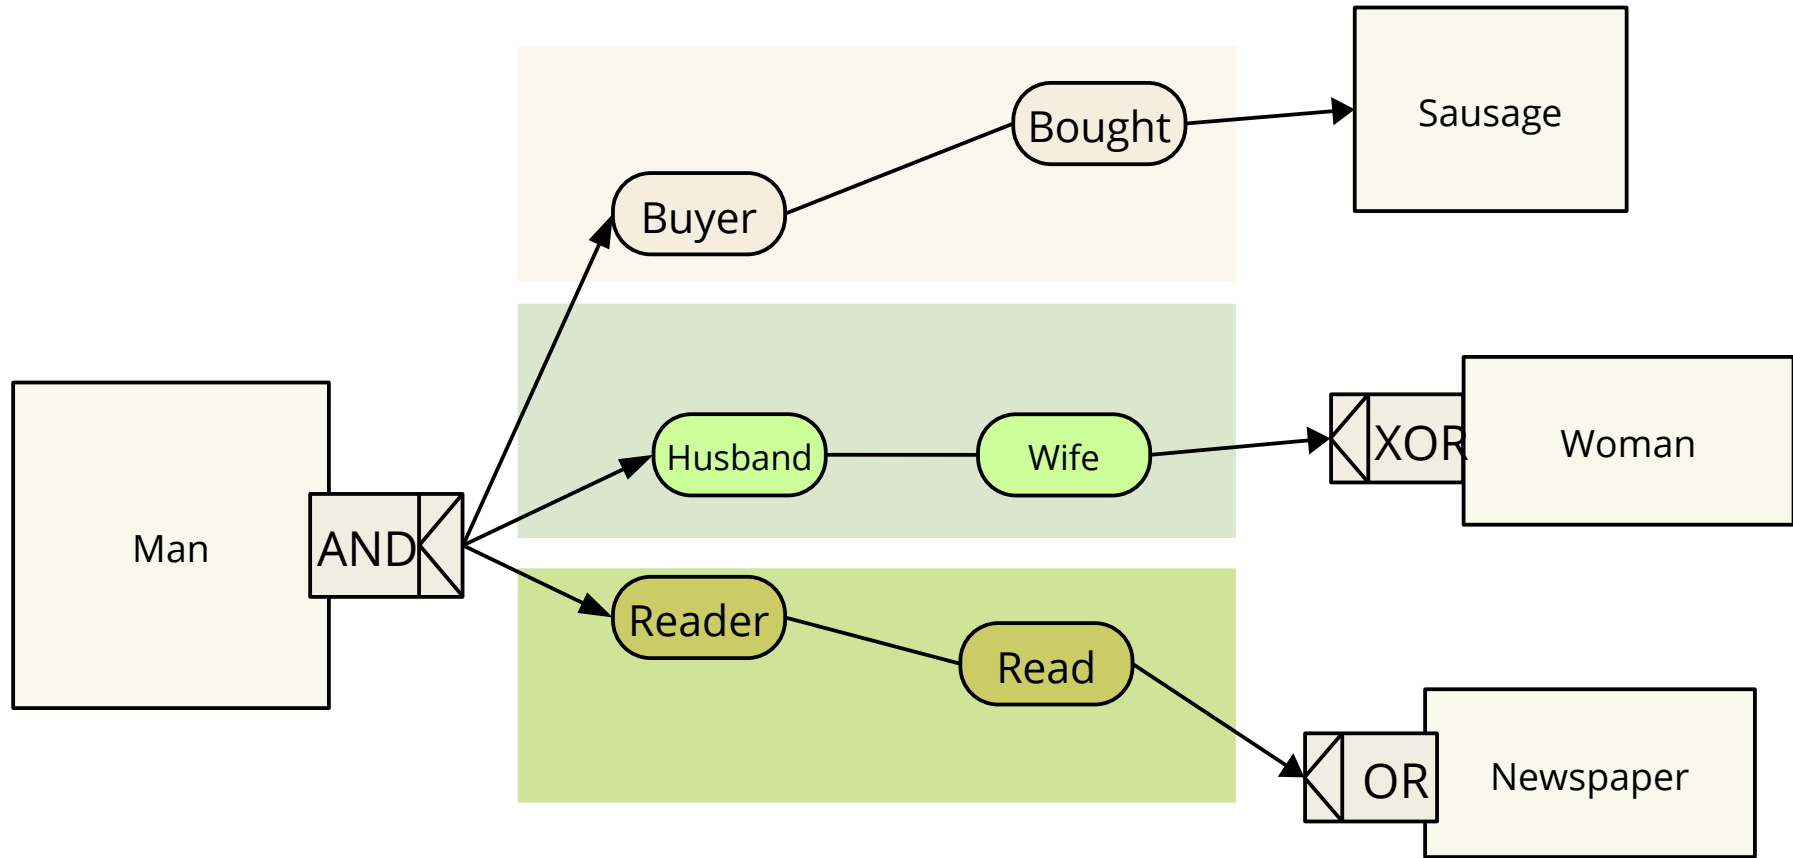 Sausage
Bought
Buyer
Husband
Wife
XOR
Woman
Man
AND
Reader
Read
OR
Newspaper